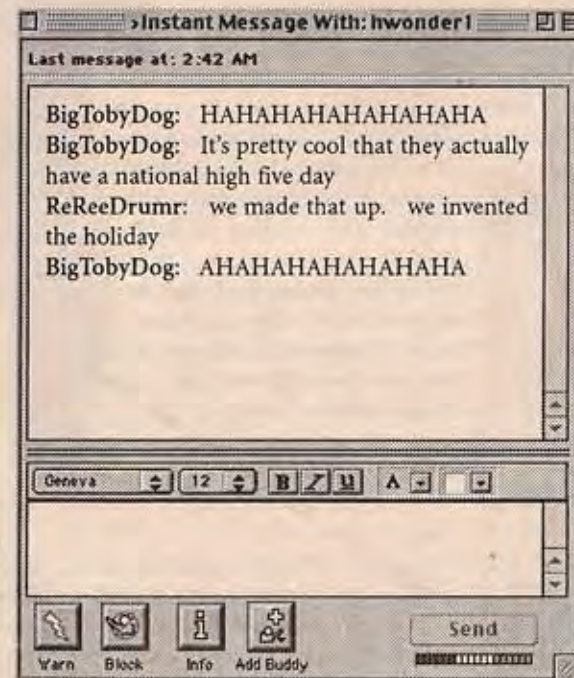 ›Instant Message With: hwonder1
Last message at: 2:42 AM
BigTobyDog: HAHAHAHAHAHAHAHA
BigTobyDog: It's pretty cool that they actually
have a national high five day
ReReeDrumr: we made that up. we invented
the holiday
BigTobyDog: AHAHAHAHAHAHAHA
Geneva 12 B I U A
Warn Block Info Add Buddy Send